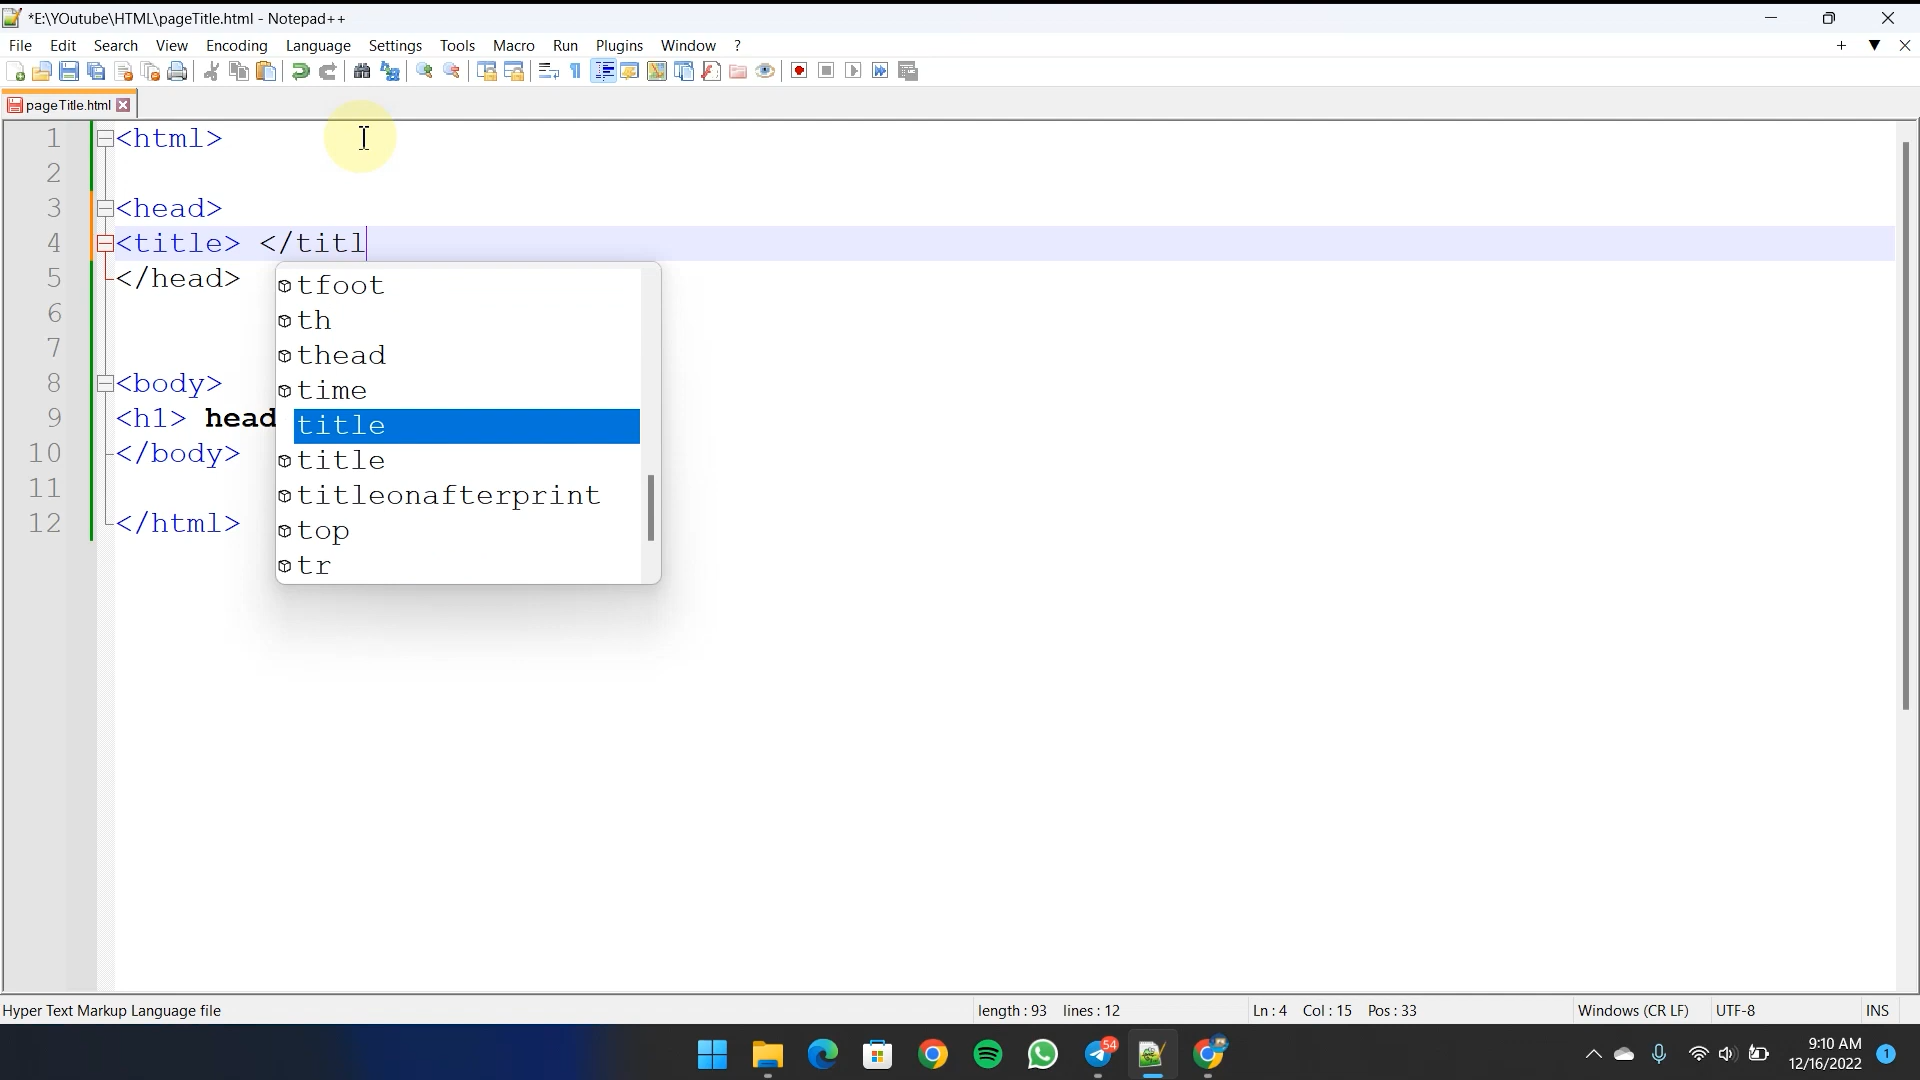 *E:\YOutube\HTML\pageTitle.html - Notepad++
File Edit Search View Encoding Language Settings Tools Macro Run Plugins Window ?
pageTitle.html
1 <html>
2
3 <head>
4 <title> </titl
5 </head>
6
7
8 <body>
9 <h1> head
10 </body>
11
12 </html>
tfoot
th
thead
time
title
title
titleonafterprint
top
tr
Hyper Text Markup Language file length : 93 lines : 12 Ln : 4 Col : 15 Pos : 33 Windows (CR LF) UTF-8 INS
54
9:10 AM
12/16/2022
1